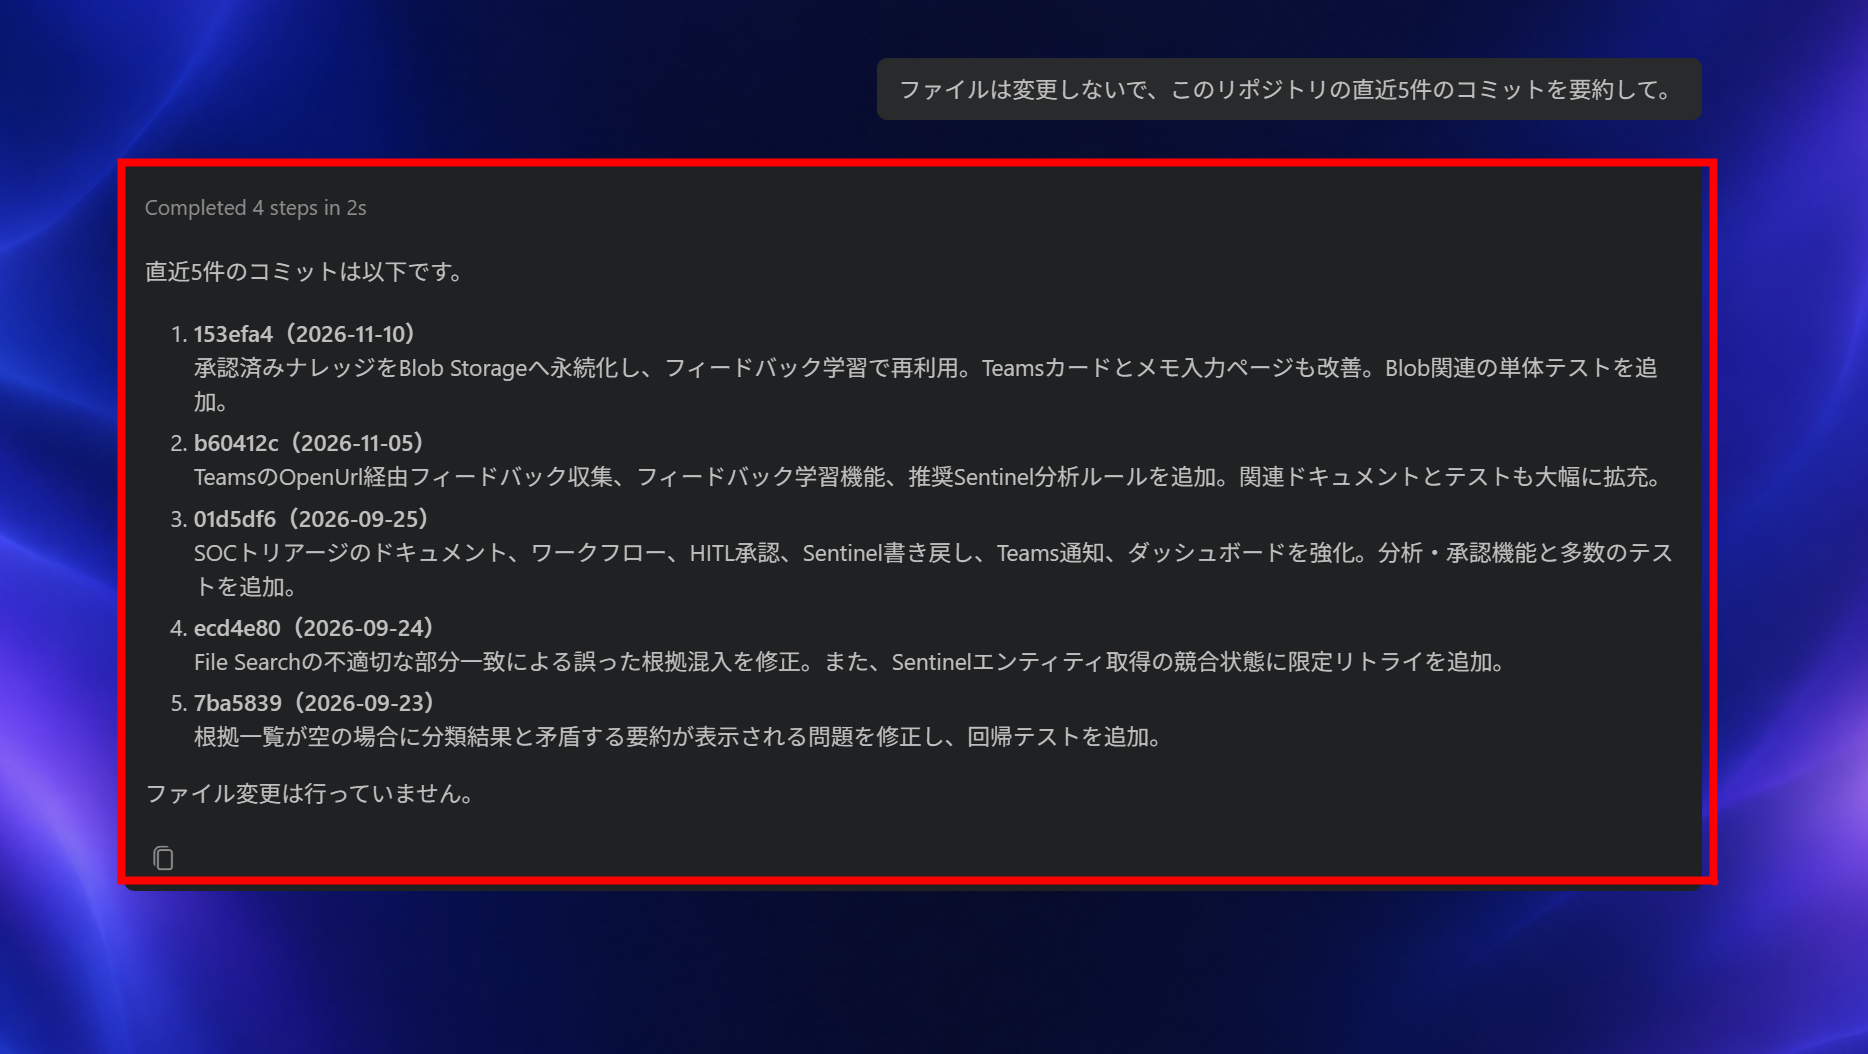 ファイルは変更しないで、このリポジトリの直近5件のコミットを要約して。
Completed 4 steps in 2s
直近5件のコミットは以下です。
1. 153efa4（2026-11-10）
承認済みナレッジをBlob Storageへ永続化し、フィードバック学習で再利用。Teamsカードとメモ入力ページも改善。Blob関連の単体テストを追
加。
2. b60412c（2026-11-05）
TeamsのOpenUrl経由フィードバック収集、フィードバック学習機能、推奨Sentinel分析ルールを追加。関連ドキュメントとテストも大幅に拡充。
3. 01d5df6（2026-09-25）
SOCトリアージのドキュメント、ワークフロー、HITL承認、Sentinel書き戻し、Teams通知、ダッシュボードを強化。分析・承認機能と多数のテス
トを追加。
4. ecd4e80（2026-09-24）
File Searchの不適切な部分一致による誤った根拠混入を修正。また、Sentinelエンティティ取得の競合状態に限定リトライを追加。
5. 7ba5839（2026-09-23）
根拠一覧が空の場合に分類結果と矛盾する要約が表示される問題を修正し、回帰テストを追加。
ファイル変更は行っていません。